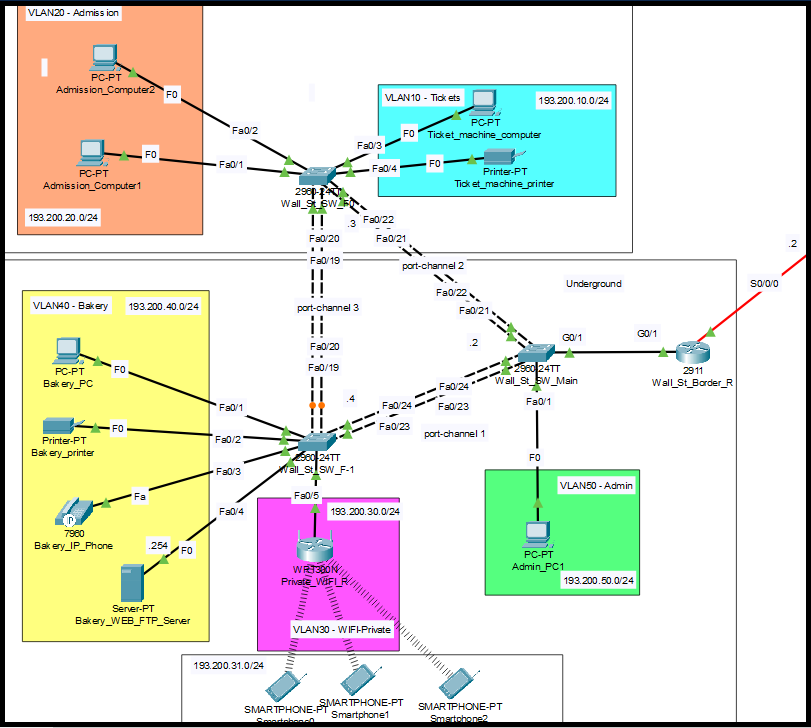 VLAN20 - Admission
PC-PT
Admission_Computer2
F0
Fa0/2
PC-PT
Admission_Computer1
F0
Fa0/1
193.200.20.0/24
VLAN10 - Tickets
193.200.10.0/24
PC-PT
Ticket_machine_computer
F0
Fa0/3
Fa0/4
F0
Printer-PT
Ticket_machine_printer
2960-24TT
Wall_St_SW_F0
.3
Fa0/22
Fa0/21
Fa0/20
Fa0/19
port-channel 2
Fa0/22
Fa0/21
port-channel 3
Fa0/20
Fa0/19
.2
S0/0/0
Underground
.2
G0/1
G0/1
2960-24TT
Wall_St_SW_Main
2911
Wall_St_Border_R
Fa0/1
Fa0/24
Fa0/23
Fa0/24
Fa0/23
port-channel 1
.4
VLAN40 - Bakery
193.200.40.0/24
PC-PT
Bakery_PC
F0
Fa0/1
Printer-PT
Bakery_printer
F0
Fa0/2
2960-24TT
Wall_St_SW_F-1
IP
7960
Bakery_IP_Phone
Fa
Fa0/3
Fa0/4
.254
F0
Server-PT
Bakery_WEB_FTP_Server
Fa0/5
193.200.30.0/24
WRT300N
Private_WIFI_R
VLAN30 - WIFI-Private
F0
VLAN50 - Admin
PC-PT
Admin_PC1
193.200.50.0/24
193.200.31.0/24
SMARTPHONE-PT
Smartphone0
SMARTPHONE-PT
Smartphone1
SMARTPHONE-PT
Smartphone2